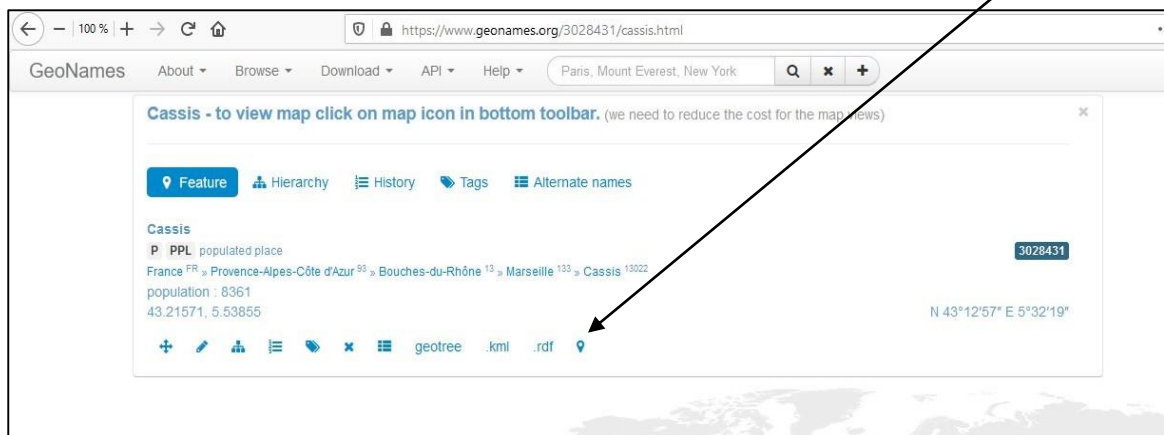 100 % https://www.geonames.org/3028431/cassis.html
GeoNames About Browse Download API Help Paris, Mount Everest, New York
Cassis - to view map click on map icon in bottom toolbar. (we need to reduce the cost for the map views)
Feature Hierarchy History Tags Alternate names
Cassis
P PPL populated place 3028431
France FR » Provence-Alpes-Côte d'Azur 93 » Bouches-du-Rhône 13 » Marseille 133 » Cassis 13022
population : 8361
43.21571, 5.53855 N 43°12'57" E 5°32'19"
geotree .kml .rdf